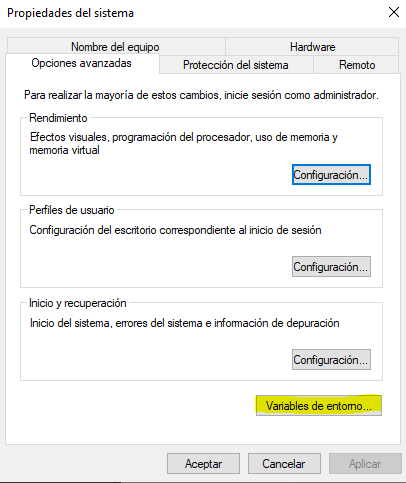 Propiedades del sistema
Nombre del equipo
Hardware
Opciones avanzadas
Protección del sistema
Remoto
Para realizar la mayoría de estos cambios, inicie sesión como administrador.
Rendimiento
Efectos visuales, programación del procesador, uso de memoria y
memoria virtual
Configuración...
Perfiles de usuario
Configuración del escritorio correspondiente al inicio de sesión
Configuración...
Inicio y recuperación
Inicio del sistema, errores del sistema e información de depuración
Configuración...
Variables de entorno...
Aceptar
Cancelar
Aplicar